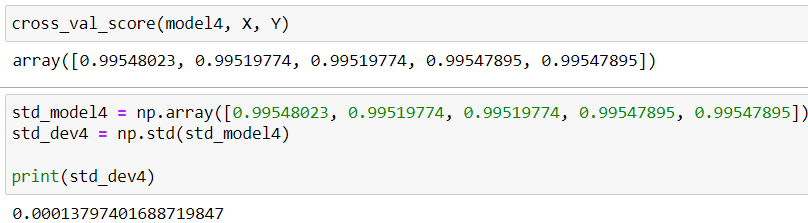 cross_val_score(model4, X, Y)
array([0.99548023, 0.99519774, 0.99519774, 0.99547895, 0.99547895])
std_model4 = np.array([0.99548023, 0.99519774, 0.99519774, 0.99547895, 0.99547895])
std_dev4 = np.std(std_model4)
print(std_dev4)
0.00013797401688719847